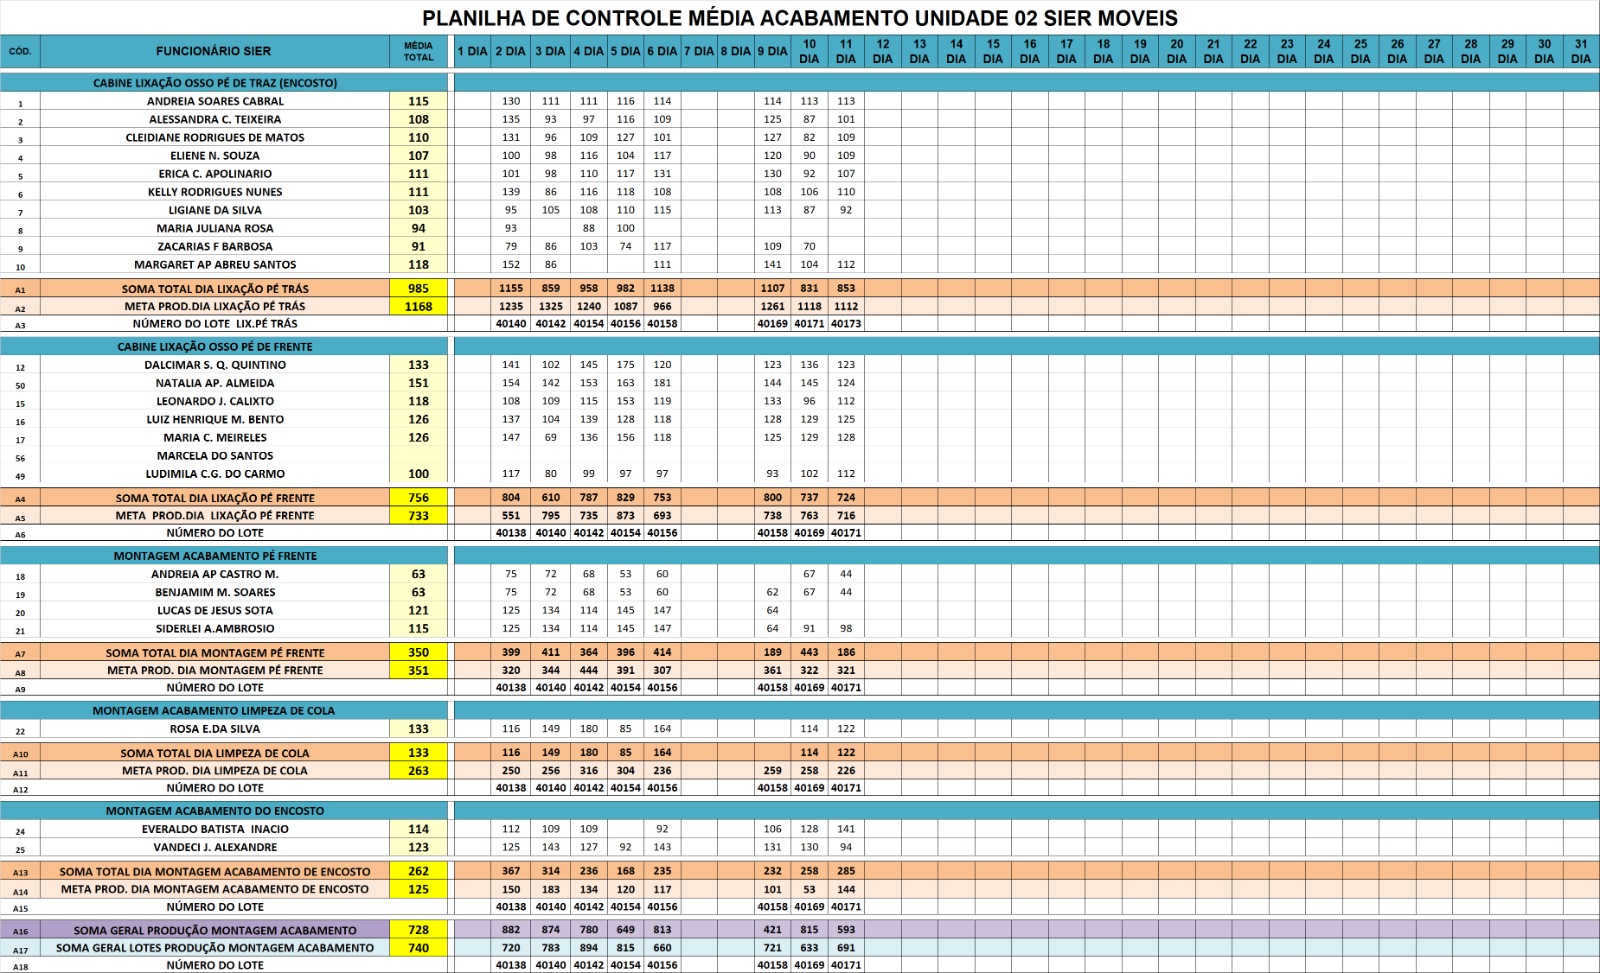 PLANILHA DE CONTROLE MÉDIA ACABAMENTO UNIDADE 02 SIER MOVEIS
CÓD. FUNCIONÁRIO SIER MÉDIA TOTAL 1 DIA 2 DIA 3 DIA 4 DIA 5 DIA 6 DIA 7 DIA 8 DIA 9 DIA 10 DIA 11 DIA 12 DIA 13 DIA 14 DIA 15 DIA 16 DIA 17 DIA 18 DIA 19 DIA 20 DIA 21 DIA 22 DIA 23 DIA 24 DIA 25 DIA 26 DIA 27 DIA 28 DIA 29 DIA 30 DIA 31 DIA
CABINE LIXAÇÃO OSSO PÉ DE TRAZ (ENCOSTO)
1 ANDREIA SOARES CABRAL 115 130 111 111 116 114 114 113 113
2 ALESSANDRA C. TEIXEIRA 108 135 93 97 116 109 125 87 101
3 CLEIDIANE RODRIGUES DE MATOS 110 131 96 109 127 101 127 82 109
4 ELIENE N. SOUZA 107 100 98 116 104 117 120 90 109
5 ERICA C. APOLINARIO 111 101 98 110 117 131 130 92 107
6 KELLY RODRIGUES NUNES 111 139 86 116 118 108 108 106 110
7 LIGIANE DA SILVA 103 95 105 108 110 115 113 87 92
8 MARIA JULIANA ROSA 94 93 88 100
9 ZACARIAS F BARBOSA 91 79 86 103 74 117 109 70
10 MARGARET AP ABREU SANTOS 118 152 86 111 141 104 112
A1 SOMA TOTAL DIA LIXAÇÃO PÉ TRÁS 985 1155 859 958 982 1138 1107 831 853
A2 META PROD.DIA LIXAÇÃO PÉ TRÁS 1168 1235 1325 1240 1087 966 1261 1118 1112
A3 NÚMERO DO LOTE LIX.PÉ TRÁS 40140 40142 40154 40156 40158 40169 40171 40173
CABINE LIXAÇÃO OSSO PÉ DE FRENTE
12 DALCIMAR S. Q. QUINTINO 133 141 102 145 175 120 123 136 123
50 NATALIA AP. ALMEIDA 151 154 142 153 163 181 144 145 124
15 LEONARDO J. CALIXTO 118 108 109 115 153 119 133 96 112
16 LUIZ HENRIQUE M. BENTO 126 137 104 139 128 118 128 129 125
17 MARIA C. MEIRELES 126 147 69 136 156 118 125 129 128
56 MARCELA DO SANTOS
49 LUDIMILA C.G. DO CARMO 100 117 80 99 97 97 93 102 112
A4 SOMA TOTAL DIA LIXAÇÃO PÉ FRENTE 756 804 610 787 829 753 800 737 724
A5 META PROD.DIA LIXAÇÃO PÉ FRENTE 733 551 795 735 873 693 738 763 716
A6 NÚMERO DO LOTE 40138 40140 40142 40154 40156 40158 40169 40171
MONTAGEM ACABAMENTO PÉ FRENTE
18 ANDREIA AP CASTRO M. 63 75 72 68 53 60 67 44
19 BENJAMIM M. SOARES 63 75 72 68 53 60 62 67 44
20 LUCAS DE JESUS SOTA 121 125 134 114 145 147 64
21 SIDERLEI A.AMBROSIO 115 125 134 114 145 147 64 91 98
A7 SOMA TOTAL DIA MONTAGEM PÉ FRENTE 350 399 411 364 396 414 189 443 186
A8 META PROD. DIA MONTAGEM PÉ FRENTE 351 320 344 444 391 307 361 322 321
A9 NÚMERO DO LOTE 40138 40140 40142 40154 40156 40158 40169 40171
MONTAGEM ACABAMENTO LIMPEZA DE COLA
22 ROSA E.DA SILVA 133 116 149 180 85 164 114 122
A10 SOMA TOTAL DIA LIMPEZA DE COLA 133 116 149 180 85 164 114 122
A11 META PROD. DIA LIMPEZA DE COLA 263 250 256 316 304 236 259 258 226
A12 NÚMERO DO LOTE 40138 40140 40142 40154 40156 40158 40169 40171
MONTAGEM ACABAMENTO DO ENCOSTO
24 EVERALDO BATISTA INACIO 114 112 109 109 92 106 128 141
25 VANDECI J. ALEXANDRE 123 125 143 127 92 143 131 130 94
A13 SOMA TOTAL DIA MONTAGEM ACABAMENTO DE ENCOSTO 262 367 314 236 168 235 232 258 285
A14 META PROD. DIA MONTAGEM ACABAMENTO DE ENCOSTO 125 150 183 134 120 117 101 53 144
A15 NÚMERO DO LOTE 40138 40140 40142 40154 40156 40158 40169 40171
A16 SOMA GERAL PRODUÇÃO MONTAGEM ACABAMENTO 728 882 874 780 649 813 421 815 593
A17 SOMA GERAL LOTES PRODUÇÃO MONTAGEM ACABAMENTO 740 720 783 894 815 660 721 633 691
A18 NÚMERO DO LOTE 40138 40140 40142 40154 40156 40158 40169 40171